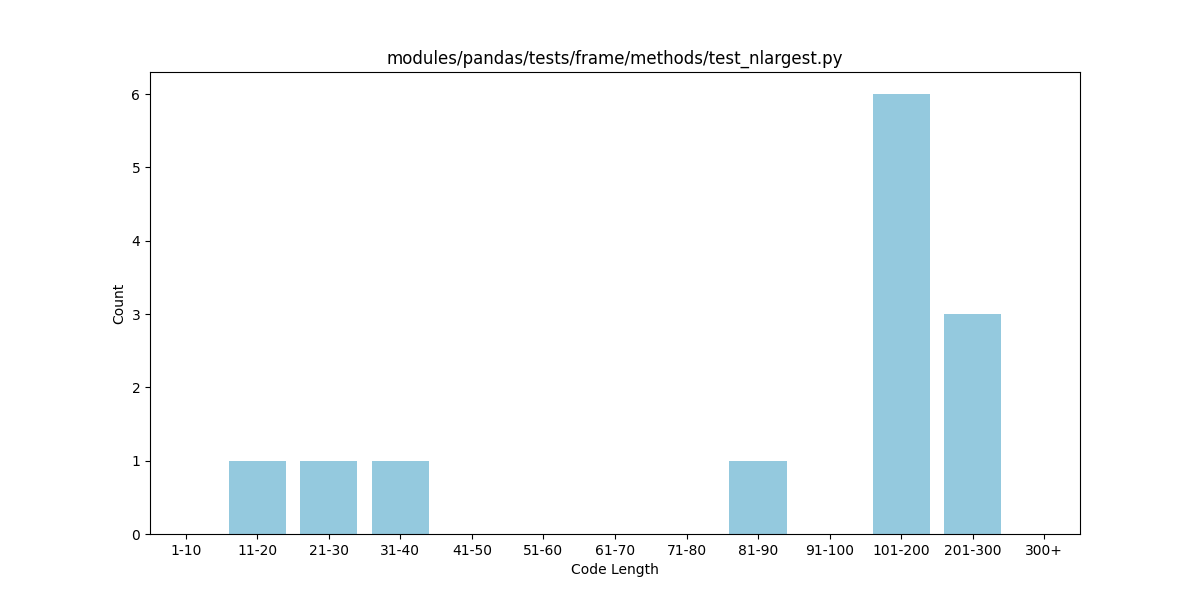 modules/pandas/tests/frame/methods/test_nlargest.py
6
5
4
3
2
1
0
Count
1-10 11-20 21-30 31-40 41-50 51-60 61-70 71-80 81-90 91-100 101-200 201-300 300+
Code Length